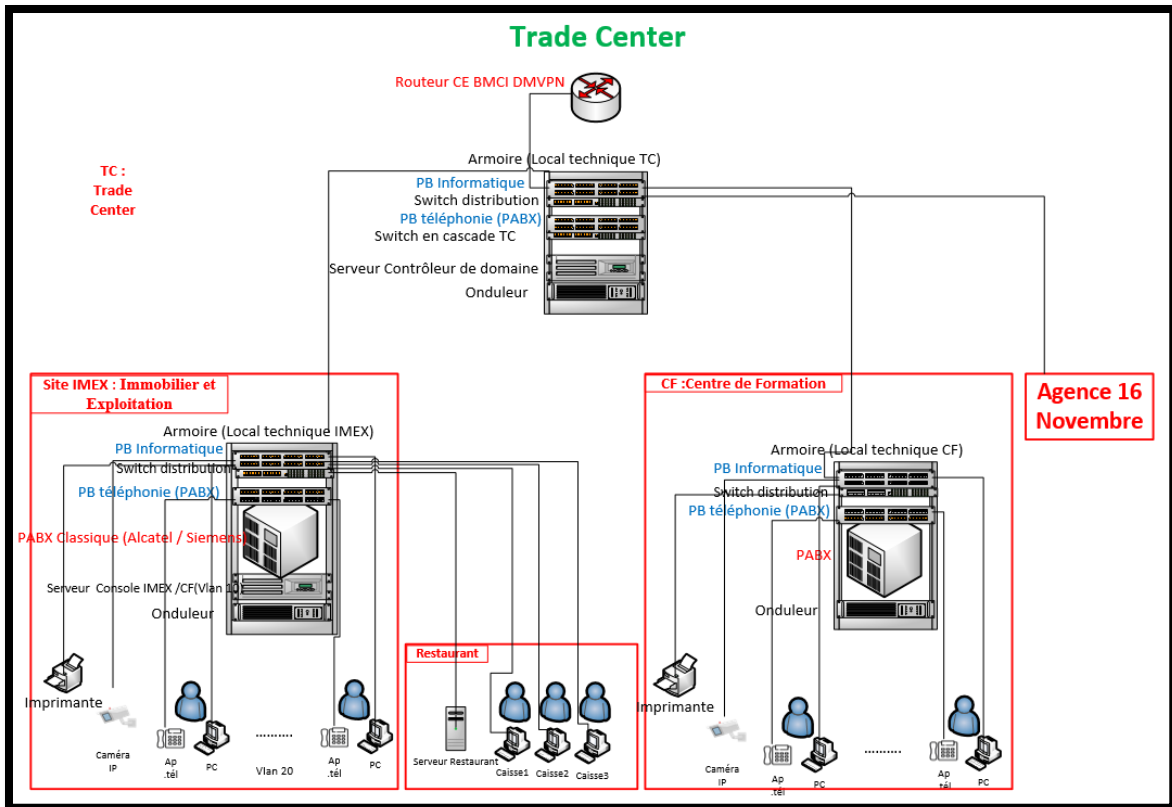 Trade Center
Routeur CE BMCI DMVPN
TC :
Trade
Center
Armoire (Local technique TC)
PB Informatique
Switch distribution
PB téléphonie (PABX)
Switch en cascade TC
Serveur Contrôleur de domaine
Onduleur
Site IMEX : Immobilier et
Exploitation
Armoire (Local technique IMEX)
PB Informatique
Switch distribution
PB téléphonie (PABX)
PABX Classique (Alcatel / Siemens)
Serveur Console IMEX /CF(Vlan 10)
Onduleur
Imprimante
Caméra
IP
Ap
.tél
PC
..........
Vlan 20
Ap
.tél
PC
Restaurant
Serveur Restaurant
Caisse1
Caisse2
Caisse3
CF :Centre de Formation
Armoire (Local technique CF)
PB Informatique
Switch distribution
PB téléphonie (PABX)
PABX
Onduleur
Imprimante
Caméra
IP
Ap
.tél
PC
..........
Ap
.tél
PC
Agence 16
Novembre